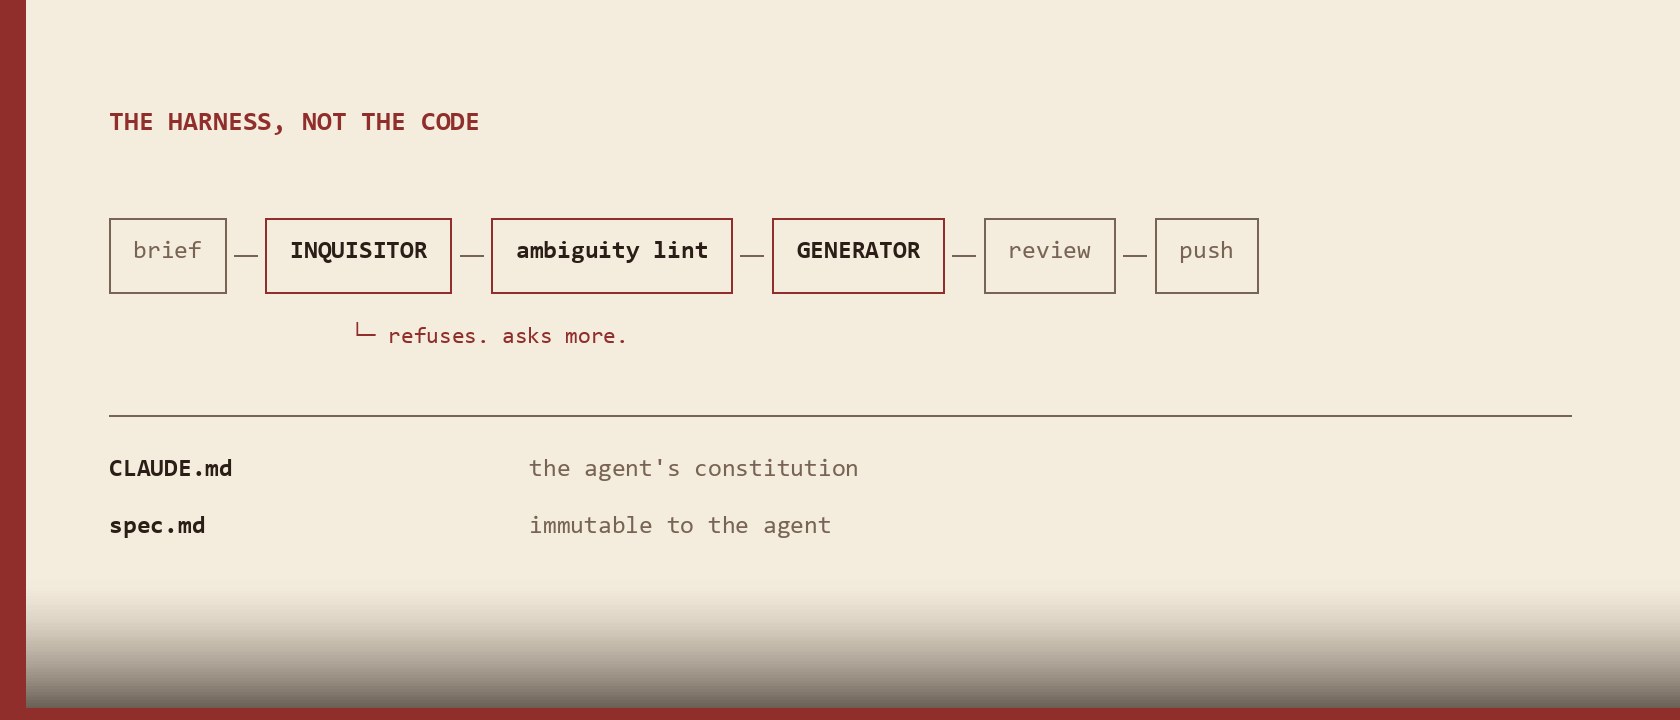 THE HARNESS, NOT THE CODE
brief — INQUISITOR — ambiguity lint — GENERATOR — review — push
└─ refuses. asks more.
CLAUDE.md the agent's constitution
spec.md immutable to the agent